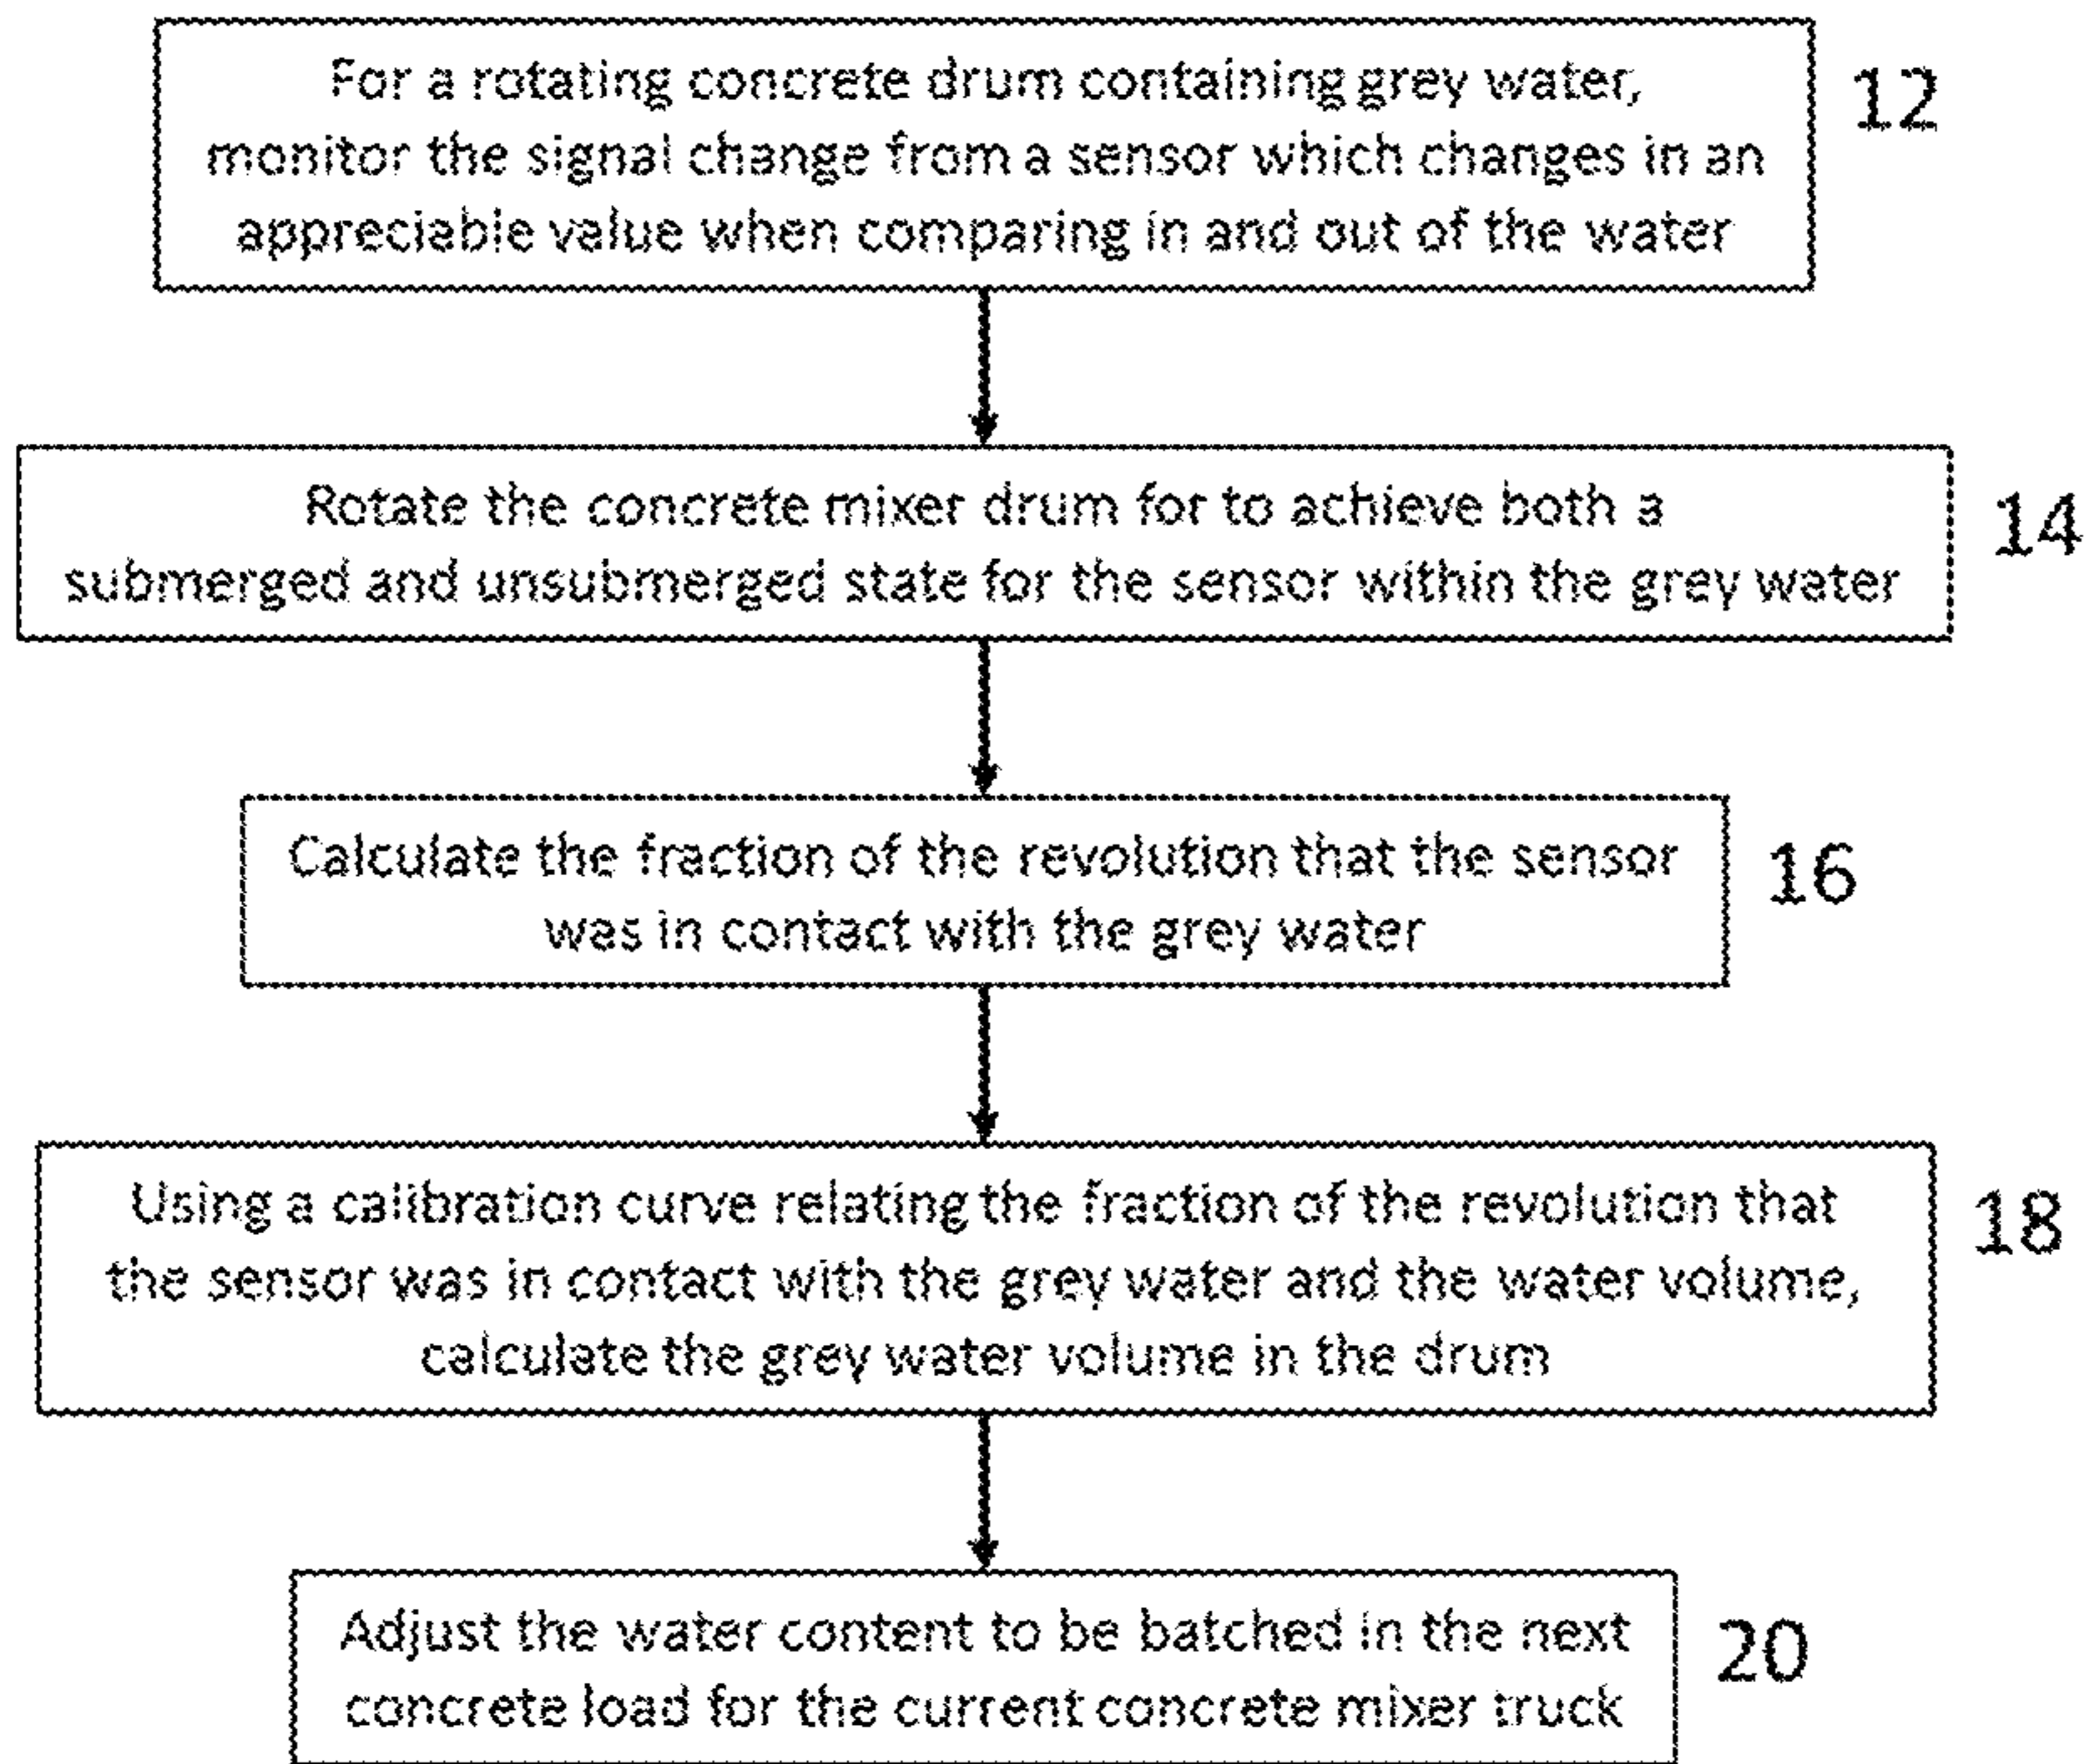 For a rotating concrete drum containing grey water,
monitor the signal change from a sensor which changes in an
appreciable value when comparing in and out of the water
12
Rotate the concrete mixer drum for to achieve both a
submerged and unsubmerged state for the sensor within the grey water
14
Calculate the fraction of the revolution that the sensor
was in contact with the grey water
16
Using a calibration curve relating the fraction of the revolution that
the sensor was in contact with the grey water and the water volume,
calculate the grey water volume in the drum
18
Adjust the water content to be batched in the next
concrete load for the current concrete mixer truck
20